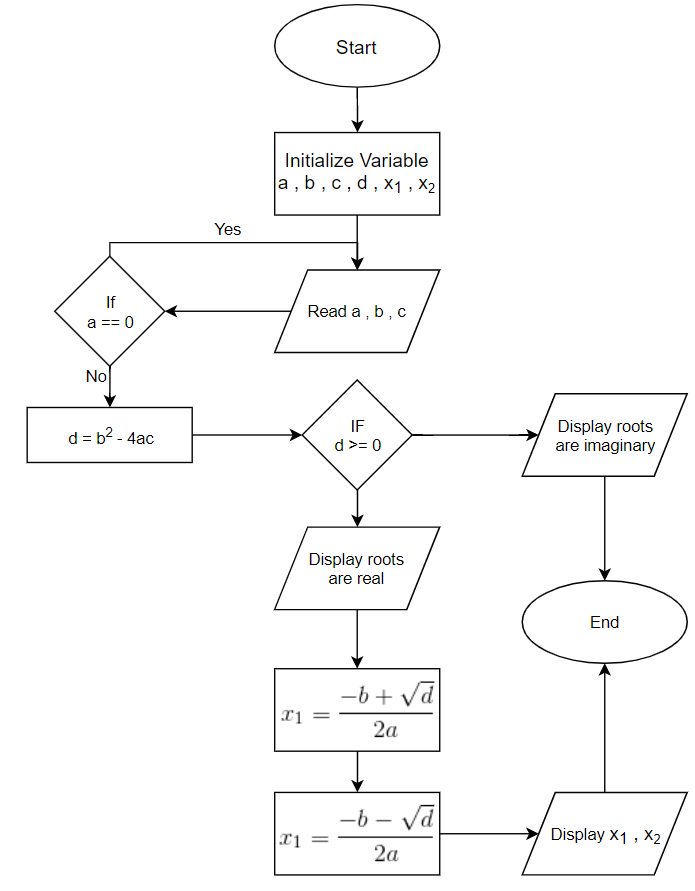 Start
Initialize Variable
a , b , c , d , x₁ , x₂
Yes
If
a == 0
Read a , b , c
No
d = b² - 4ac
IF
d >= 0
Display roots
are imaginary
Display roots
are real
End
x₁ = (-b + √d) / 2a
x₁ = (-b - √d) / 2a
Display x₁ , x₂